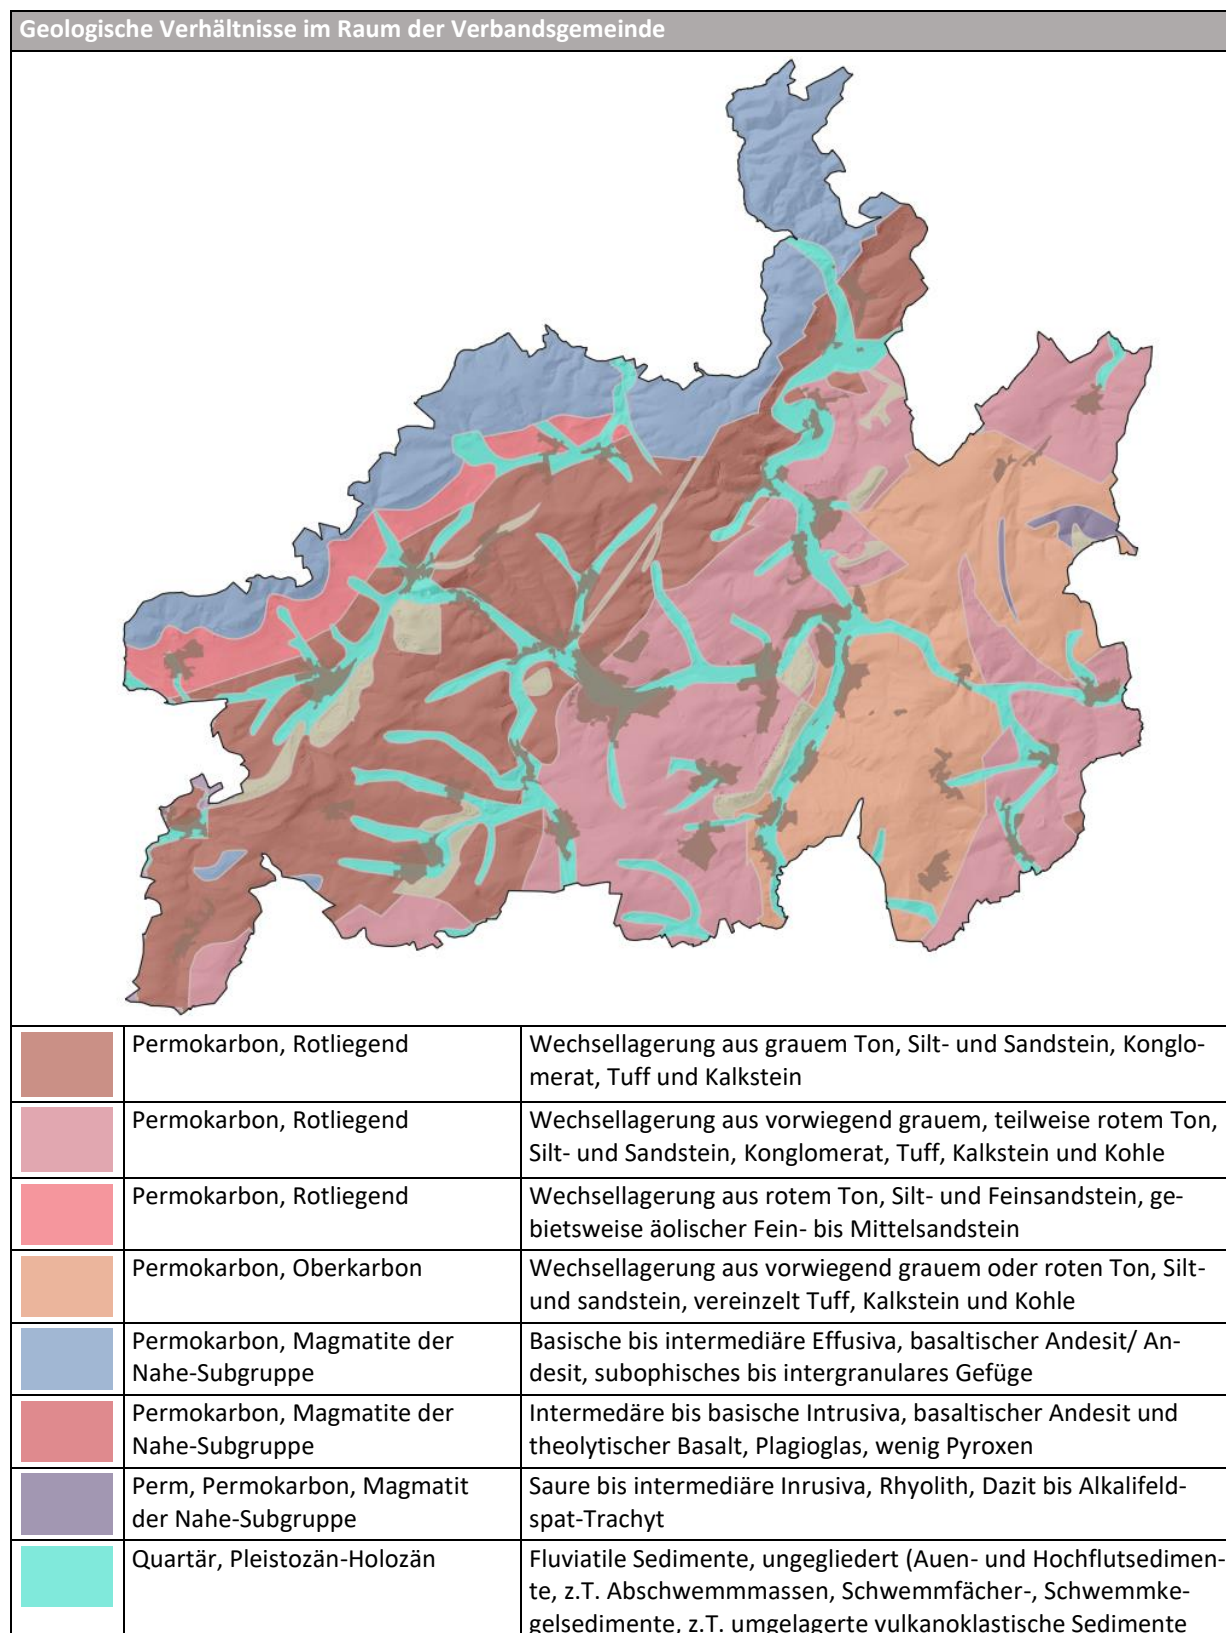 Geologische Verhältnisse im Raum der Verbandsgemeinde
Permokarbon, Rotliegend
Wechsellagerung aus grauem Ton, Silt- und Sandstein, Konglo-
merat, Tuff und Kalkstein
Permokarbon, Rotliegend
Wechsellagerung aus vorwiegend grauem, teilweise rotem Ton,
Silt- und Sandstein, Konglomerat, Tuff, Kalkstein und Kohle
Permokarbon, Rotliegend
Wechsellagerung aus rotem Ton, Silt- und Feinsandstein, ge-
bietsweise äolischer Fein- bis Mittelsandstein
Permokarbon, Oberkarbon
Wechsellagerung aus vorwiegend grauem oder roten Ton, Silt-
und sandstein, vereinzelt Tuff, Kalkstein und Kohle
Permokarbon, Magmatite der
Nahe-Subgruppe
Basische bis intermediäre Effusiva, basaltischer Andesit/ An-
desit, subophisches bis intergranulares Gefüge
Permokarbon, Magmatite der
Nahe-Subgruppe
Intermedäre bis basische Intrusiva, basaltischer Andesit und
theolytischer Basalt, Plagioglas, wenig Pyroxen
Perm, Permokarbon, Magmatit
der Nahe-Subgruppe
Saure bis intermediäre Inrusiva, Rhyolith, Dazit bis Alkalifeld-
spat-Trachyt
Quartär, Pleistozän-Holozän
Fluviatile Sedimente, ungegliedert (Auen- und Hochflutsedimen-
te, z.T. Abschwemmmassen, Schwemmfächer-, Schwemmke-
gelsedimente, z.T. umgelagerte vulkanoklastische Sedimente